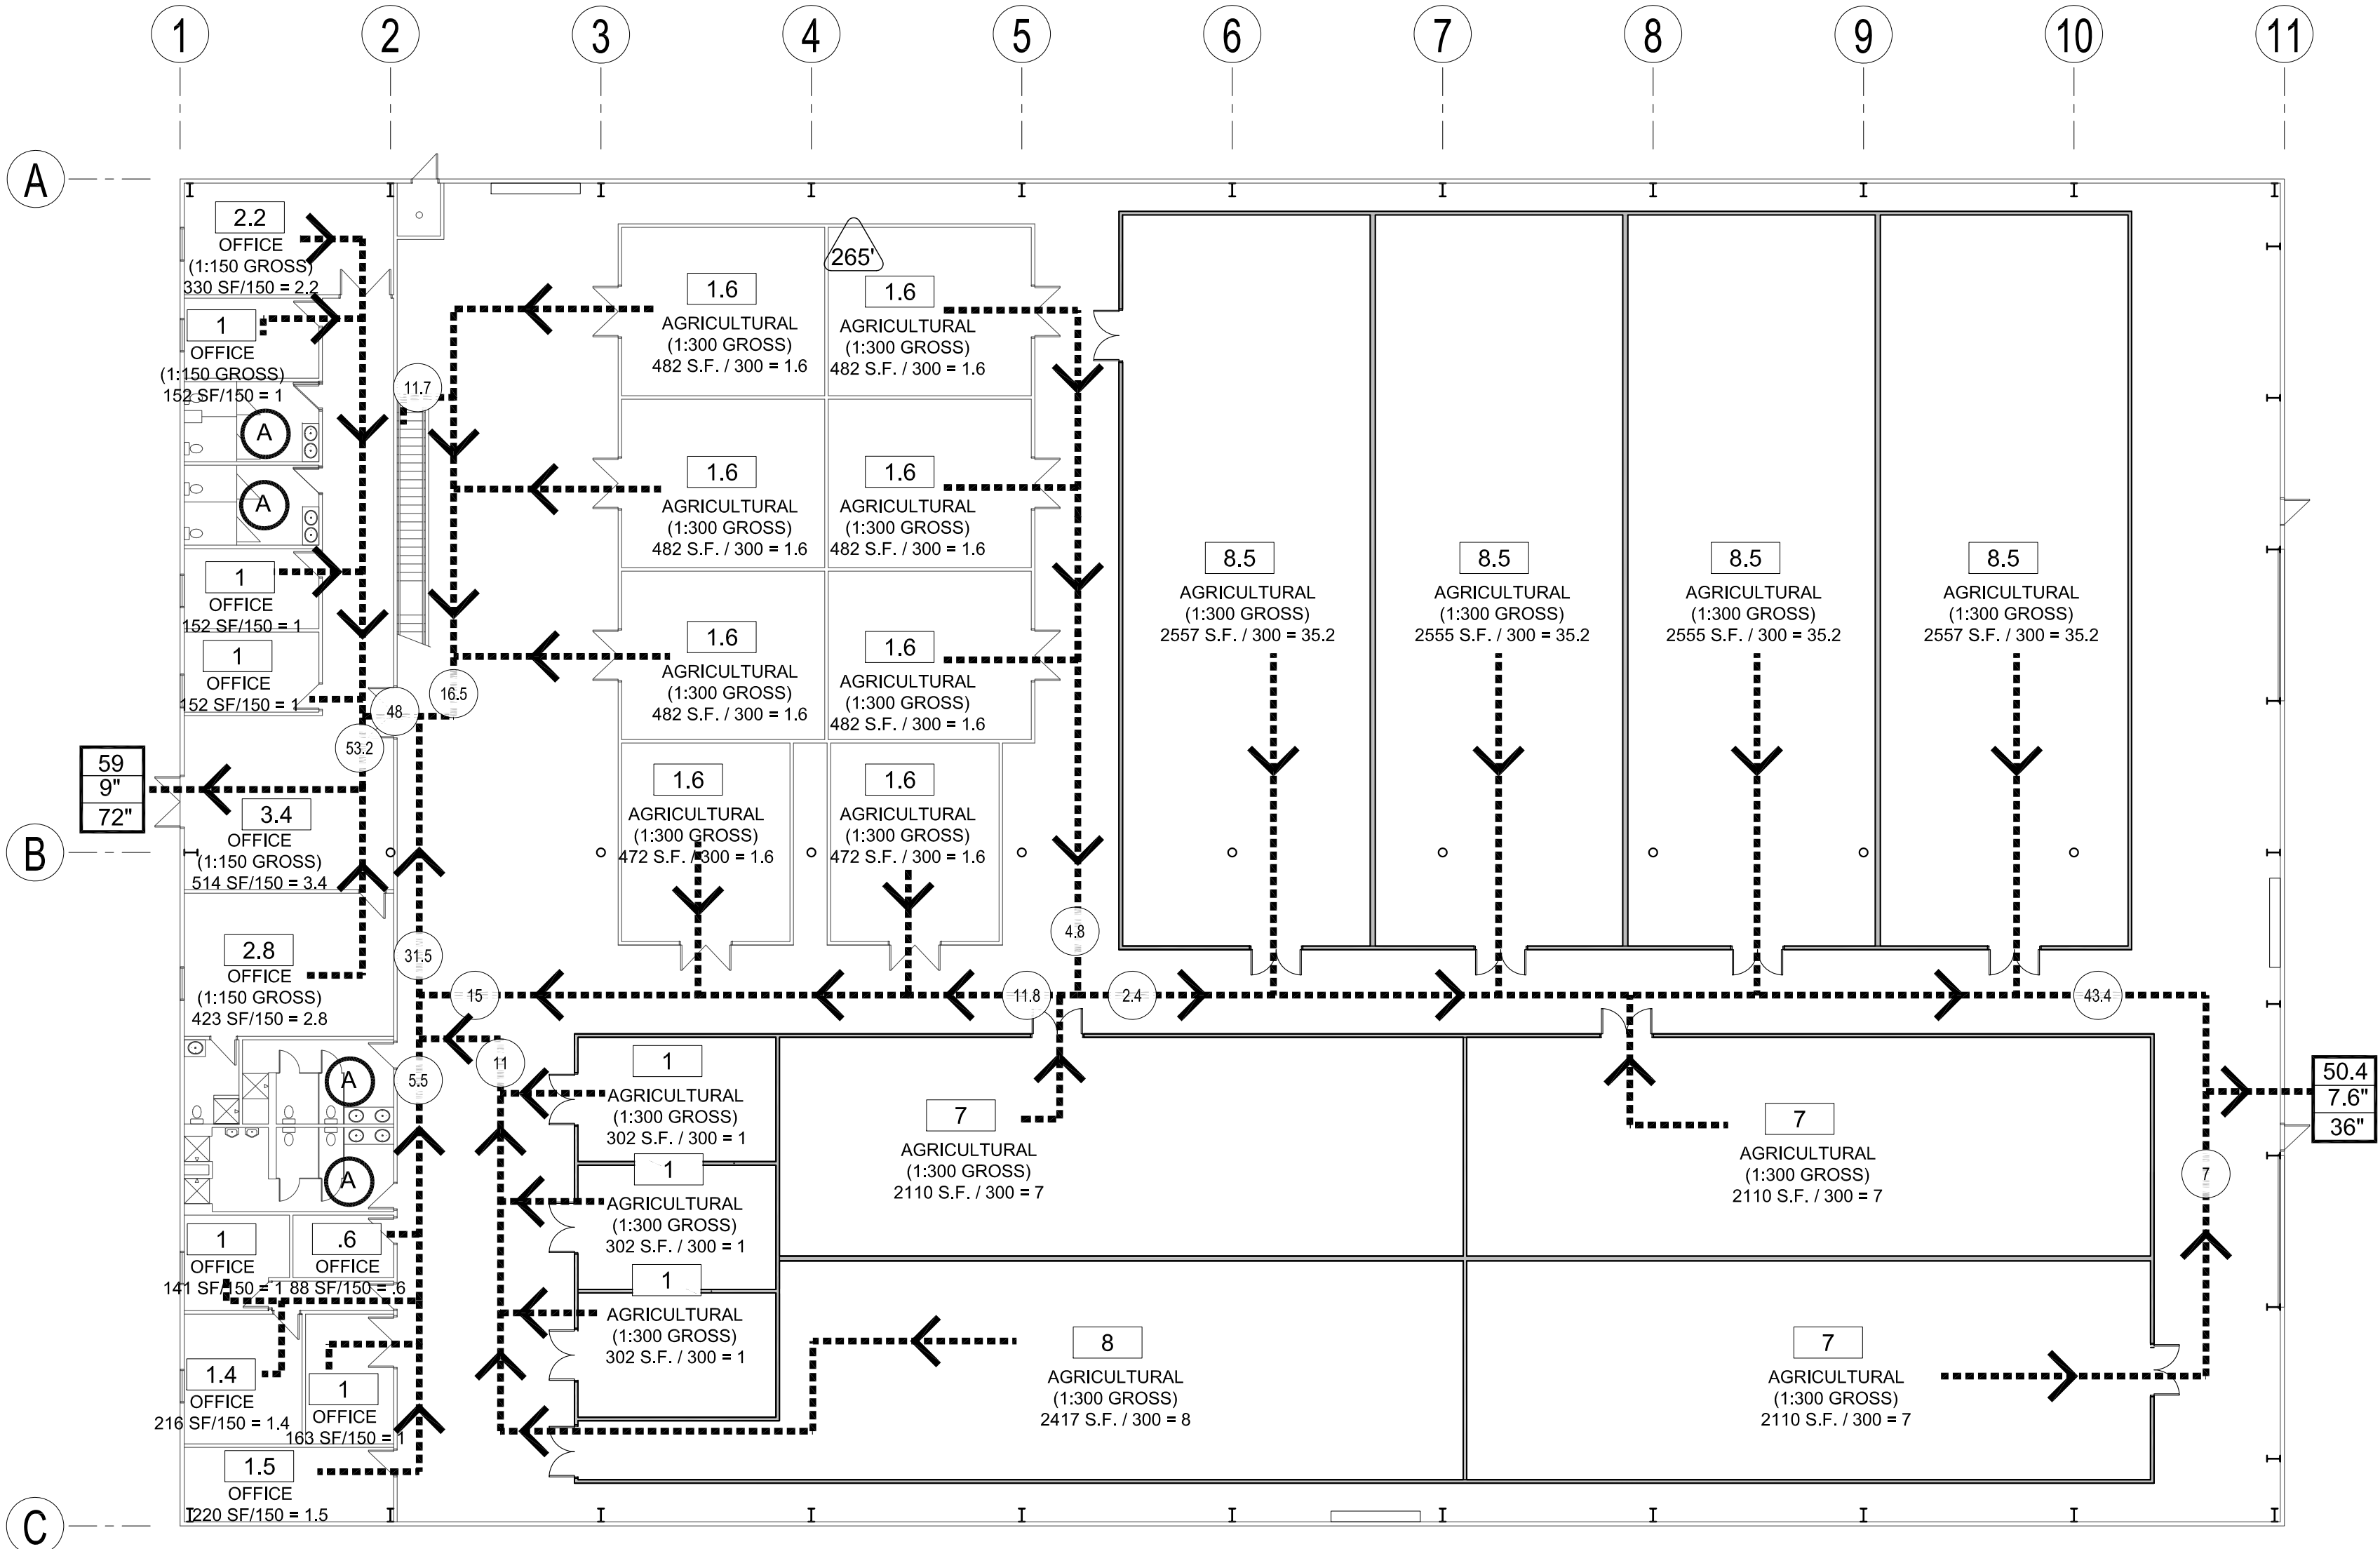 1 2 3 4 5 6 7 8 9 10 11
A
2.2
OFFICE
(1:150 GROSS)
330 SF/150 = 2.2
1
OFFICE
(1:150 GROSS)
152 SF/150 = 1
A
A
1
OFFICE
152 SF/150 = 1
1
OFFICE
152 SF/150 = 1
11.7
16.5
48
53.2
59
9"
72"
3.4
OFFICE
(1:150 GROSS)
514 SF/150 = 3.4
B
2.8
OFFICE
(1:150 GROSS)
423 SF/150 = 2.8
31.5
15
11
5.5
A
A
1
OFFICE
141 SF/150 = 1
.6
OFFICE
88 SF/150 = .6
1.4
OFFICE
216 SF/150 = 1.4
1
OFFICE
163 SF/150 = 1
1.5
OFFICE
220 SF/150 = 1.5
C
265'
1.6
AGRICULTURAL
(1:300 GROSS)
482 S.F. / 300 = 1.6
1.6
AGRICULTURAL
(1:300 GROSS)
482 S.F. / 300 = 1.6
1.6
AGRICULTURAL
(1:300 GROSS)
482 S.F. / 300 = 1.6
1.6
AGRICULTURAL
(1:300 GROSS)
482 S.F. / 300 = 1.6
1.6
AGRICULTURAL
(1:300 GROSS)
482 S.F. / 300 = 1.6
1.6
AGRICULTURAL
(1:300 GROSS)
482 S.F. / 300 = 1.6
1.6
AGRICULTURAL
(1:300 GROSS)
472 S.F. / 300 = 1.6
1.6
AGRICULTURAL
(1:300 GROSS)
472 S.F. / 300 = 1.6
8.5
AGRICULTURAL
(1:300 GROSS)
2557 S.F. / 300 = 35.2
8.5
AGRICULTURAL
(1:300 GROSS)
2555 S.F. / 300 = 35.2
8.5
AGRICULTURAL
(1:300 GROSS)
2555 S.F. / 300 = 35.2
8.5
AGRICULTURAL
(1:300 GROSS)
2557 S.F. / 300 = 35.2
4.8
11.8
2.4
43.4
1
AGRICULTURAL
(1:300 GROSS)
302 S.F. / 300 = 1
1
AGRICULTURAL
(1:300 GROSS)
302 S.F. / 300 = 1
1
AGRICULTURAL
(1:300 GROSS)
302 S.F. / 300 = 1
7
AGRICULTURAL
(1:300 GROSS)
2110 S.F. / 300 = 7
7
AGRICULTURAL
(1:300 GROSS)
2110 S.F. / 300 = 7
8
AGRICULTURAL
(1:300 GROSS)
2417 S.F. / 300 = 8
7
AGRICULTURAL
(1:300 GROSS)
2110 S.F. / 300 = 7
7
50.4
7.6"
36"